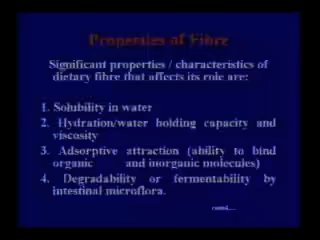 Properties of Fibre
Significant properties / characteristics of
dietary fibre that affects its role are:
1. Solubility in water
2. Hydration/water holding capacity and
viscosity
3. Adsorptive attraction (ability to bind
organic and inorganic molecules)
4. Degradability or fermentability by
intestinal microflora.
contd....